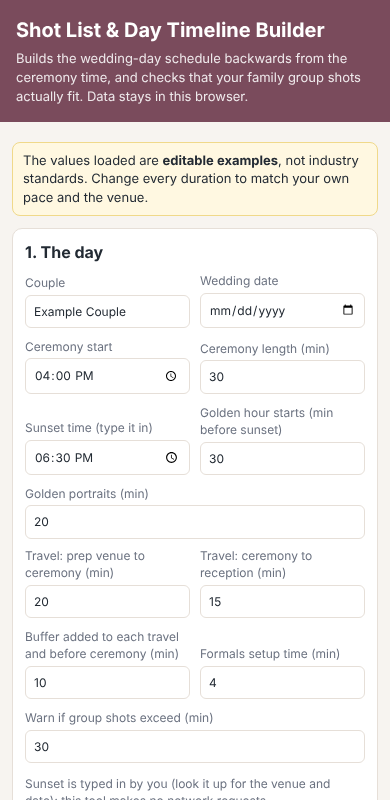 Shot List & Day Timeline Builder
Builds the wedding-day schedule backwards from the
ceremony time, and checks that your family group shots
actually fit. Data stays in this browser.
The values loaded are editable examples, not industry
standards. Change every duration to match your own
pace and the venue.
1. The day
Couple
Wedding date
Example Couple
mm/dd/yyyy
Ceremony start
Ceremony length (min)
04:00 PM
30
Sunset time (type it in)
Golden hour starts (min
before sunset)
06:30 PM
30
Golden portraits (min)
20
Travel: prep venue to
ceremony (min)
Travel: ceremony to
reception (min)
20
15
Buffer added to each travel
and before ceremony (min)
Formals setup time (min)
10
4
Warn if group shots exceed (min)
30
Sunset is typed in by you (look it up for the venue and
date); this tool makes no network requests.